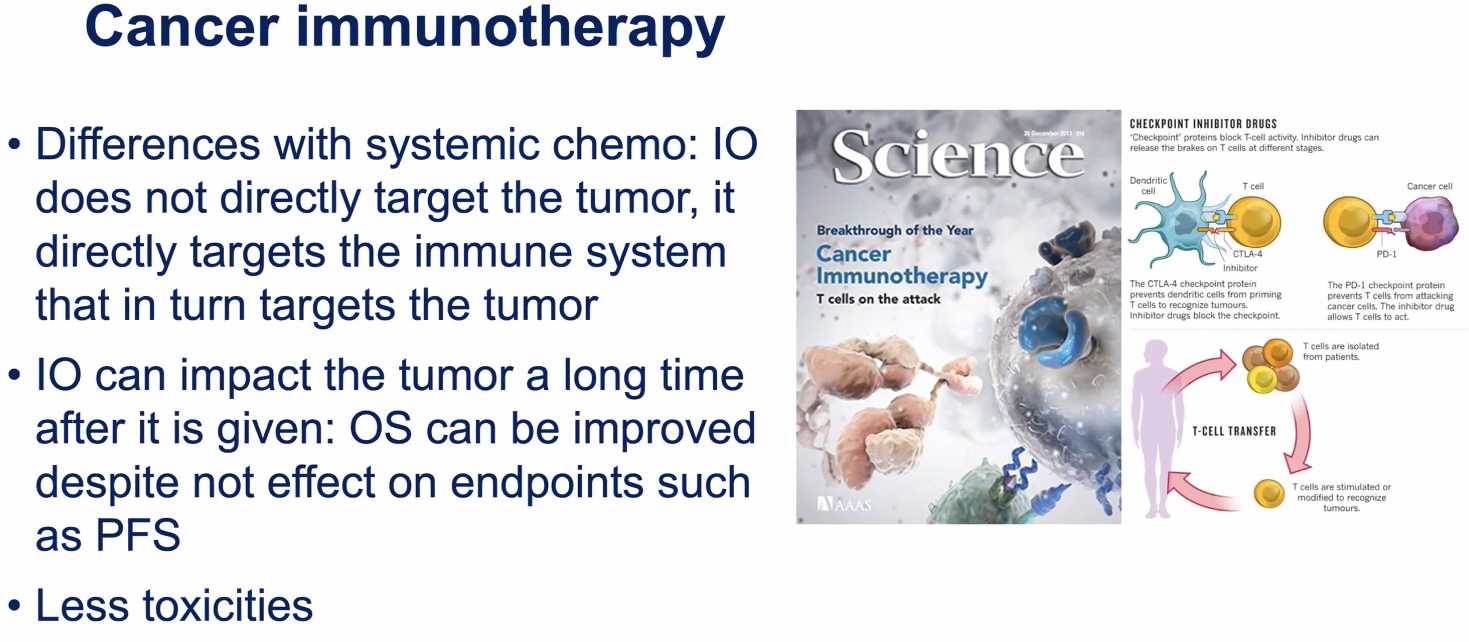 Cancer immunotherapy
• Differences with systemic chemo: IO
does not directly target the tumor, it
directly targets the immune system
that in turn targets the tumor
• IO can impact the tumor a long time
after it is given: OS can be improved
despite not effect on endpoints such
as PFS
• Less toxicities
Science
Breakthrough of the Year
Cancer
Immunotherapy
T cells on the attack
AAAS
CHECKPOINT INHIBITOR DRUGS
'Checkpoint' proteins block T-cell activity. Inhibitor drugs can
release the brakes on T cells at different stages.
Dendritic
cell
T cell
CTLA-4
Inhibitor
Cancer cell
PD-1
The CTLA-4 checkpoint protein
prevents dendritic cells from priming
T cells to recognize tumours.
Inhibitor drugs block the checkpoint.
The PD-1 checkpoint protein
prevents T cells from attacking
cancer cells. The inhibitor drug
allows T cells to act.
T cells are isolated
from patients.
T-CELL TRANSFER
T cells are stimulated or
modified to recognize
tumours.